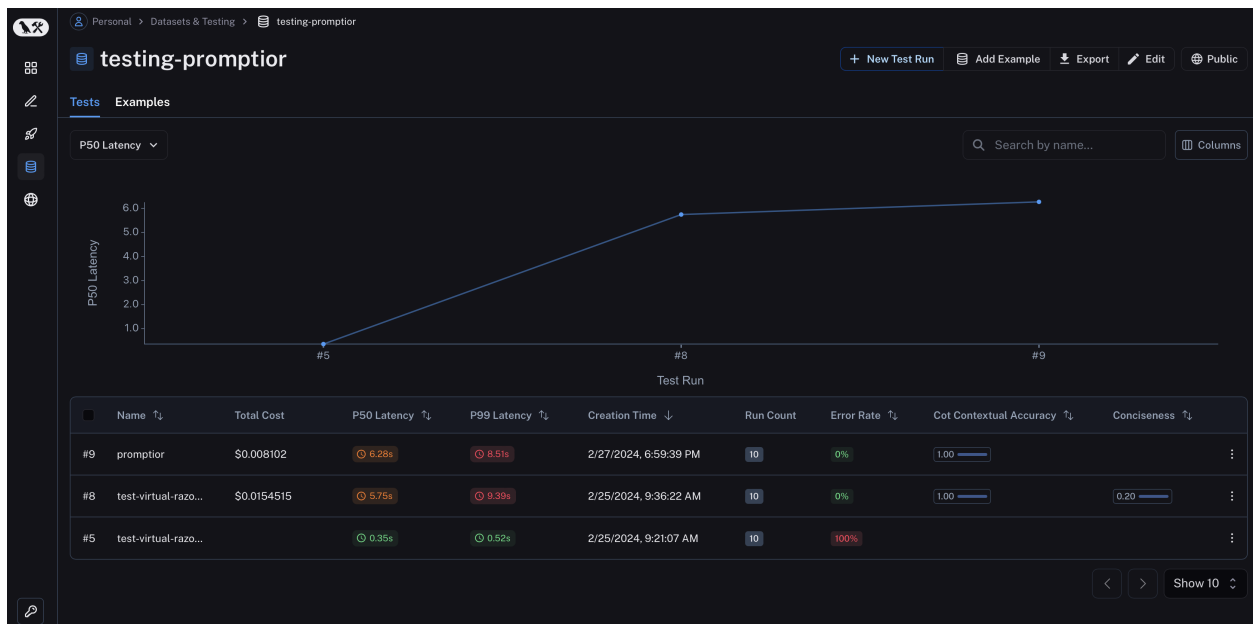 Personal > Datasets & Testing > testing-promptior
testing-promptior
+ New Test Run Add Example Export Edit Public
Tests Examples
P50 Latency Search by name... Columns
P50 Latency
6.0
5.0
4.0
3.0
2.0
1.0
#5 #8 #9
Test Run
Name Total Cost P50 Latency P99 Latency Creation Time Run Count Error Rate Cot Contextual Accuracy Conciseness
#9 promptior $0.008102 6.28s 8.51s 2/27/2024, 6:59:39 PM 10 0% 1.00
#8 test-virtual-razo... $0.0154515 5.75s 9.39s 2/25/2024, 9:36:22 AM 10 0% 1.00 0.20
#5 test-virtual-razo... 0.35s 0.52s 2/25/2024, 9:21:07 AM 10 100%
Show 10